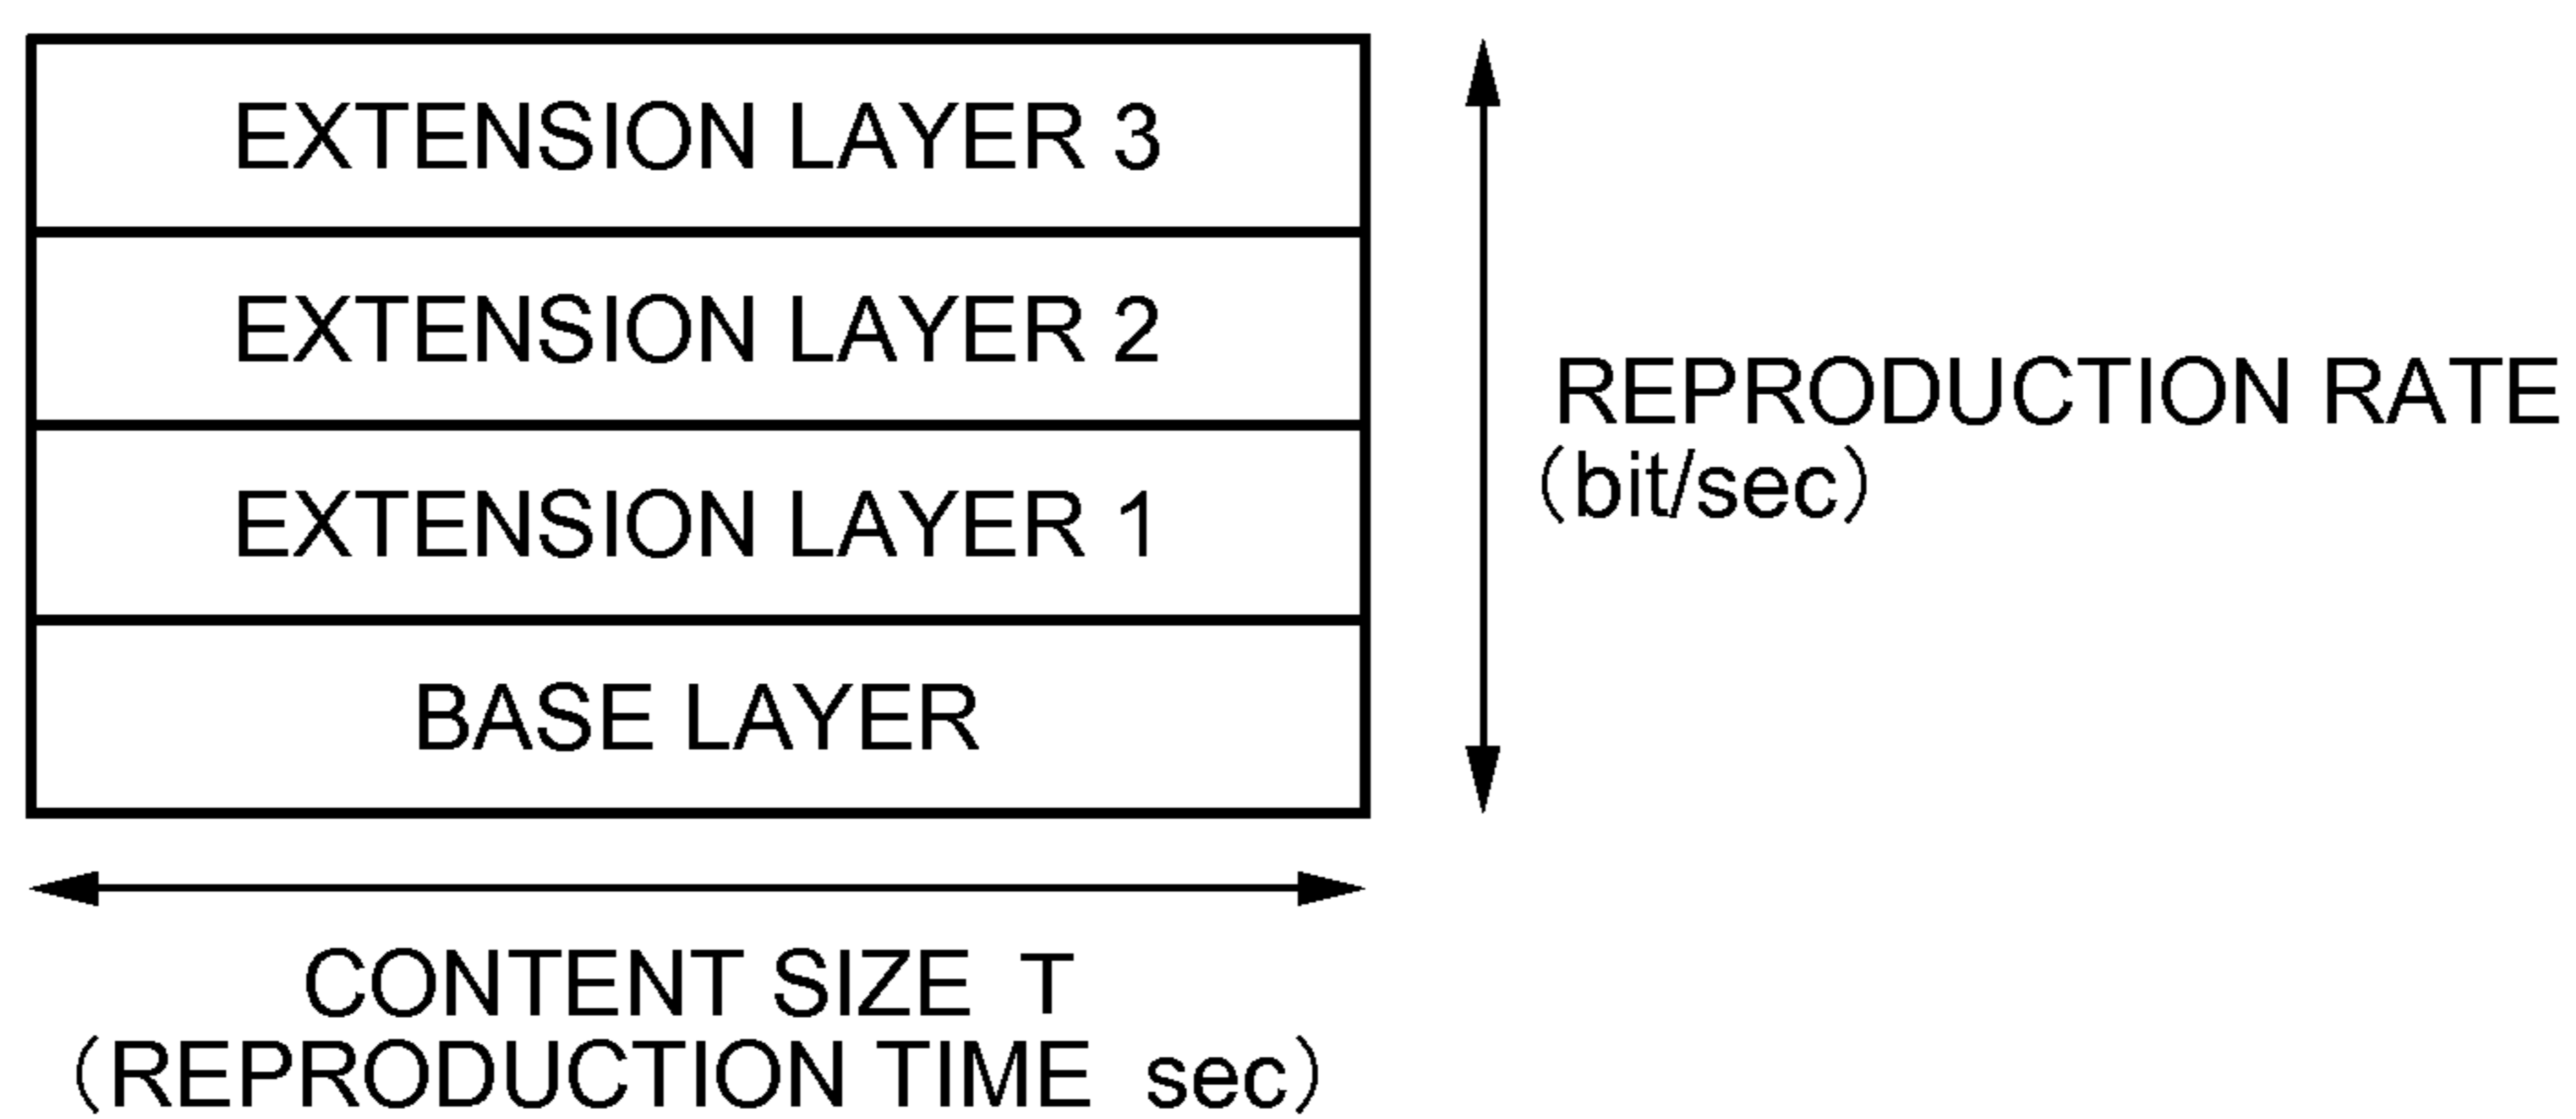 EXTENSION LAYER 3
EXTENSION LAYER 2
EXTENSION LAYER 1
BASE LAYER
REPRODUCTION RATE
(bit/sec)
CONTENT SIZE T
(REPRODUCTION TIME sec)